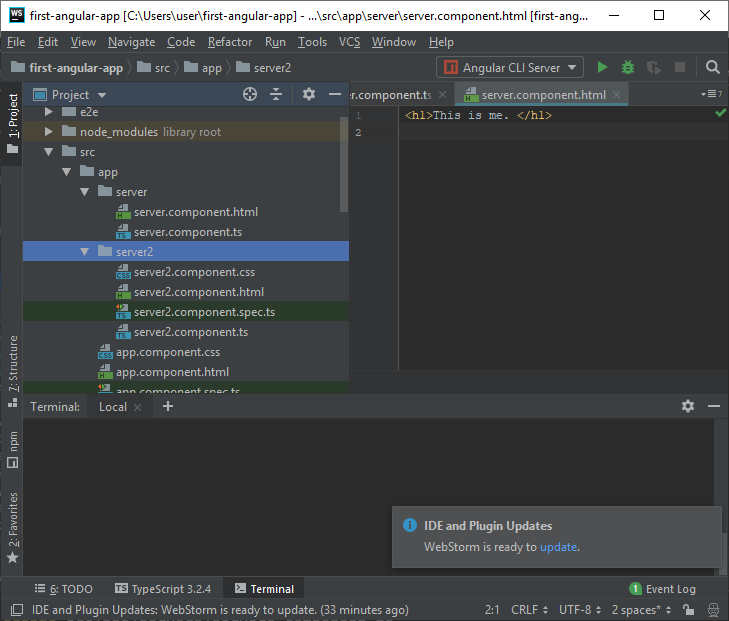 WS first-angular-app [C:\Users\user\first-angular-app] - ...\src\app\server\server.component.html [first-ang...
File Edit View Navigate Code Refactor Run Tools VCS Window Help
first-angular-app src app server2 Angular CLI Server
1: Project
Project
r.component.ts server.component.html 7
e2e
node_modules library root
src
app
server
server.component.html
server.component.ts
server2
server2.component.css
server2.component.html
server2.component.spec.ts
server2.component.ts
app.component.css
app.component.html
app.component.spec.ts
1 <hl>This is me. </hl>
2
7: Structure
npm
2: Favorites
Terminal: Local +
IDE and Plugin Updates
WebStorm is ready to update.
6: TODO TypeScript 3.2.4 Terminal 1 Event Log
IDE and Plugin Updates: WebStorm is ready to update. (33 minutes ago) 2:1 CRLF UTF-8 2 spaces*